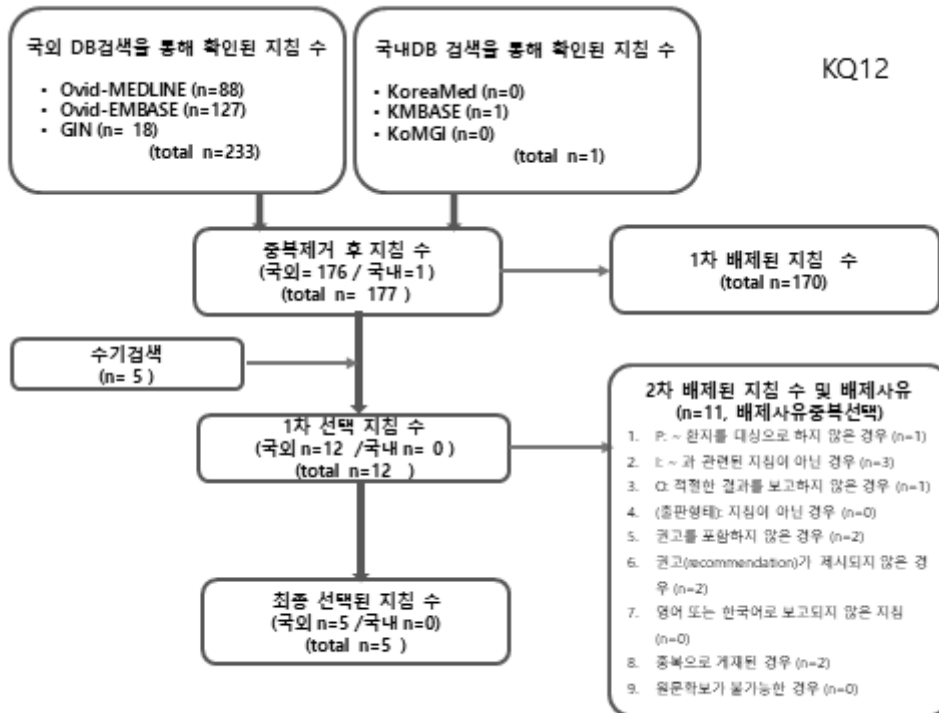 국외 DB검색을 통해 확인된 지침 수
• Ovid-MEDLINE (n=88)
• Ovid-EMBASE (n=127)
• GIN (n= 18)
(total n=233)
국내DB 검색을 통해 확인된 지침 수
• KoreaMed (n=0)
• KMBASE (n=1)
• KoMGI (n=0)
(total n=1)
KQ12
중복제거 후 지침 수
(국외= 176 / 국내=1)
(total n= 177 )
1차 배제된 지침 수
(total n=170)
수기검색
(n= 5 )
1차 선택 지침 수
(국외 n=12 /국내 n= 0 )
(total n=12 )
2차 배제된 지침 수 및 배제사유
(n=11, 배제사유중복선택)
1. P: ~ 환자를 대상으로 하지 않은 경우 (n=1)
2. I: ~ 과 관련된 지침이 아닌 경우 (n=3)
3. O: 적절한 결과를 보고하지 않은 경우 (n=1)
4. (출판형태): 지침이 아닌 경우 (n=0)
5. 권고를 포함하지 않은 경우 (n=2)
6. 권고(recommendation)가 제시되지 않은 경
우 (n=2)
7. 영어 또는 한국어로 보고되지 않은 지침
(n=0)
8. 중복으로 게재된 경우 (n=2)
9. 원문확보가 불가능한 경우 (n=0)
최종 선택된 지침 수
(국외 n=5 /국내 n=0)
(total n=5 )